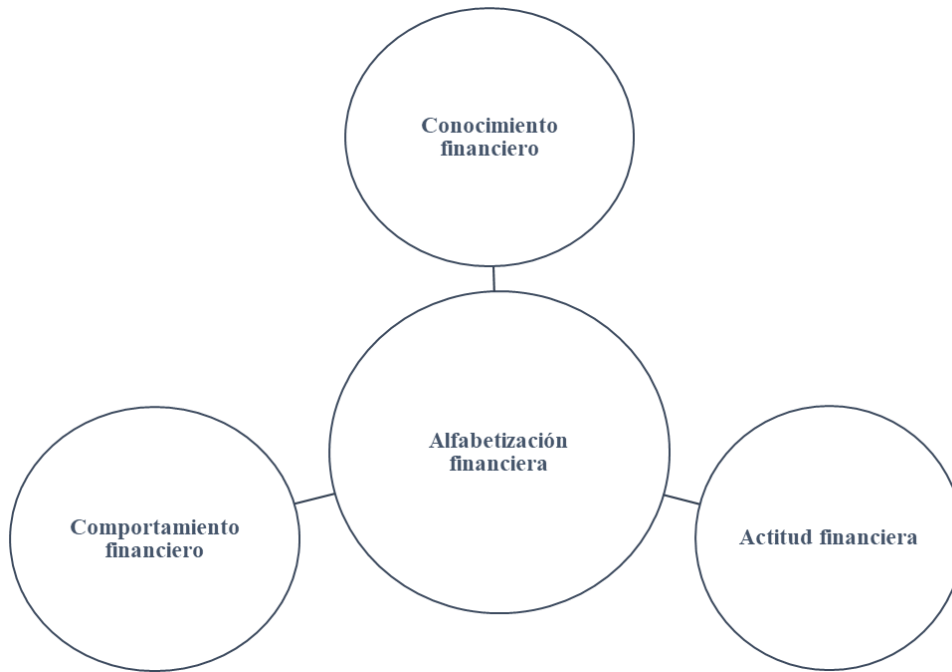 Conocimiento
financiero
Alfabetización
financiera
Comportamiento
financiero
Actitud financiera